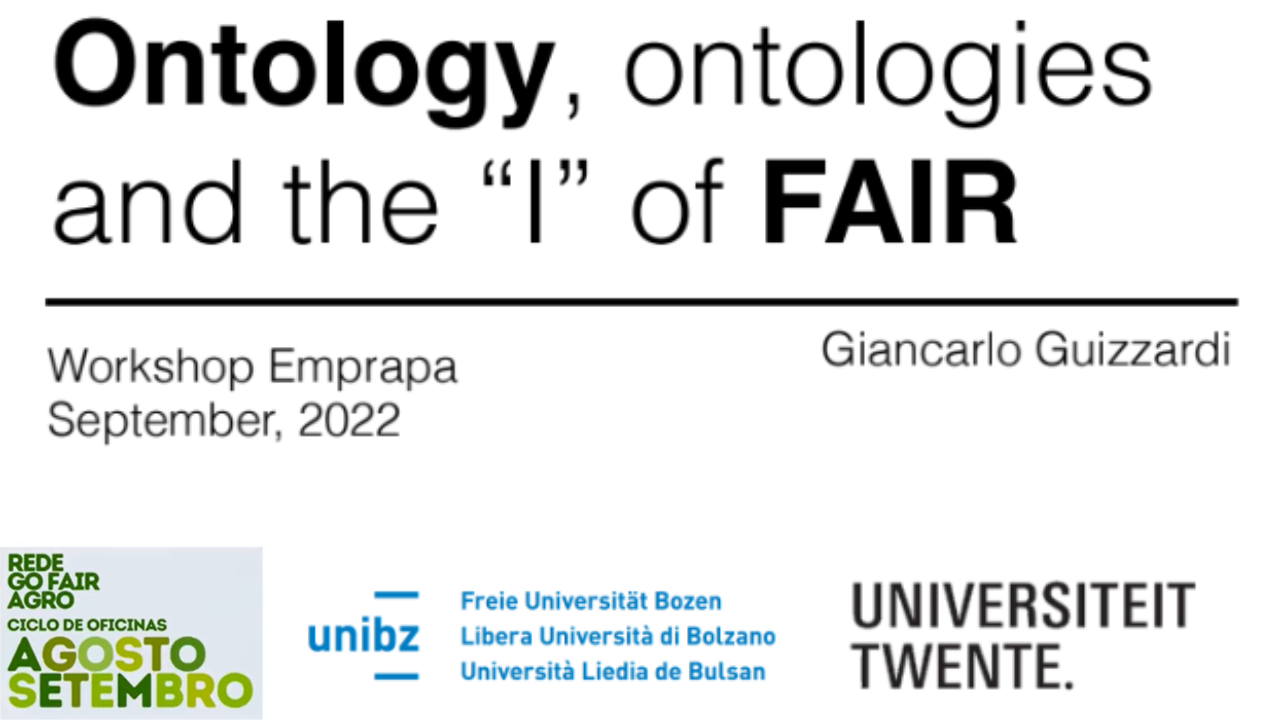 Ontology, ontologies
and the “I” of FAIR
Workshop Emprapa
September, 2022
Giancarlo Guizzardi
REDE
GO FAIR
AGRO
CICLO DE OFICINAS
AGOSTO
SETEMBRO
unibz
Freie Universität Bozen
Libera Università di Bolzano
Università Liedia de Bulsan
UNIVERSITEIT
TWENTE.